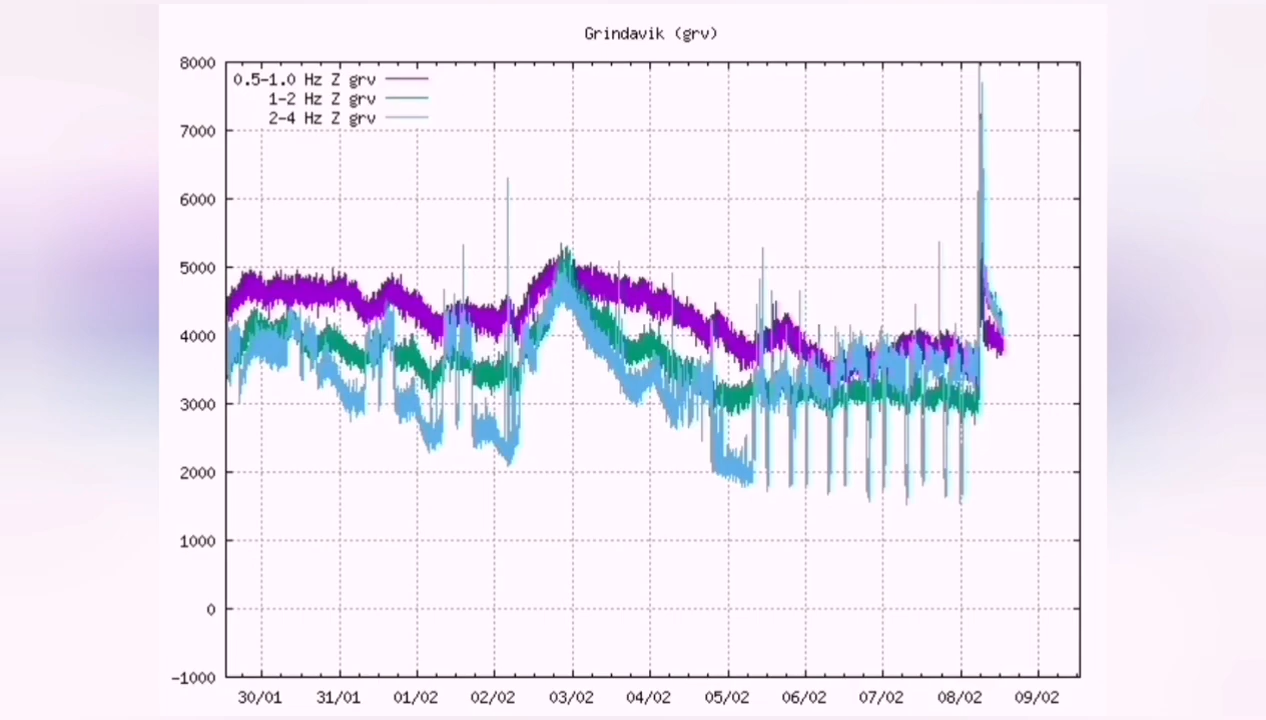 Grindavik (grv)
0.5-1.0 Hz Z grv
1-2 Hz Z grv
2-4 Hz Z grv
8000
7000
6000
5000
4000
3000
2000
1000
0
-1000
30/01 31/01 01/02 02/02 03/02 04/02 05/02 06/02 07/02 08/02 09/02